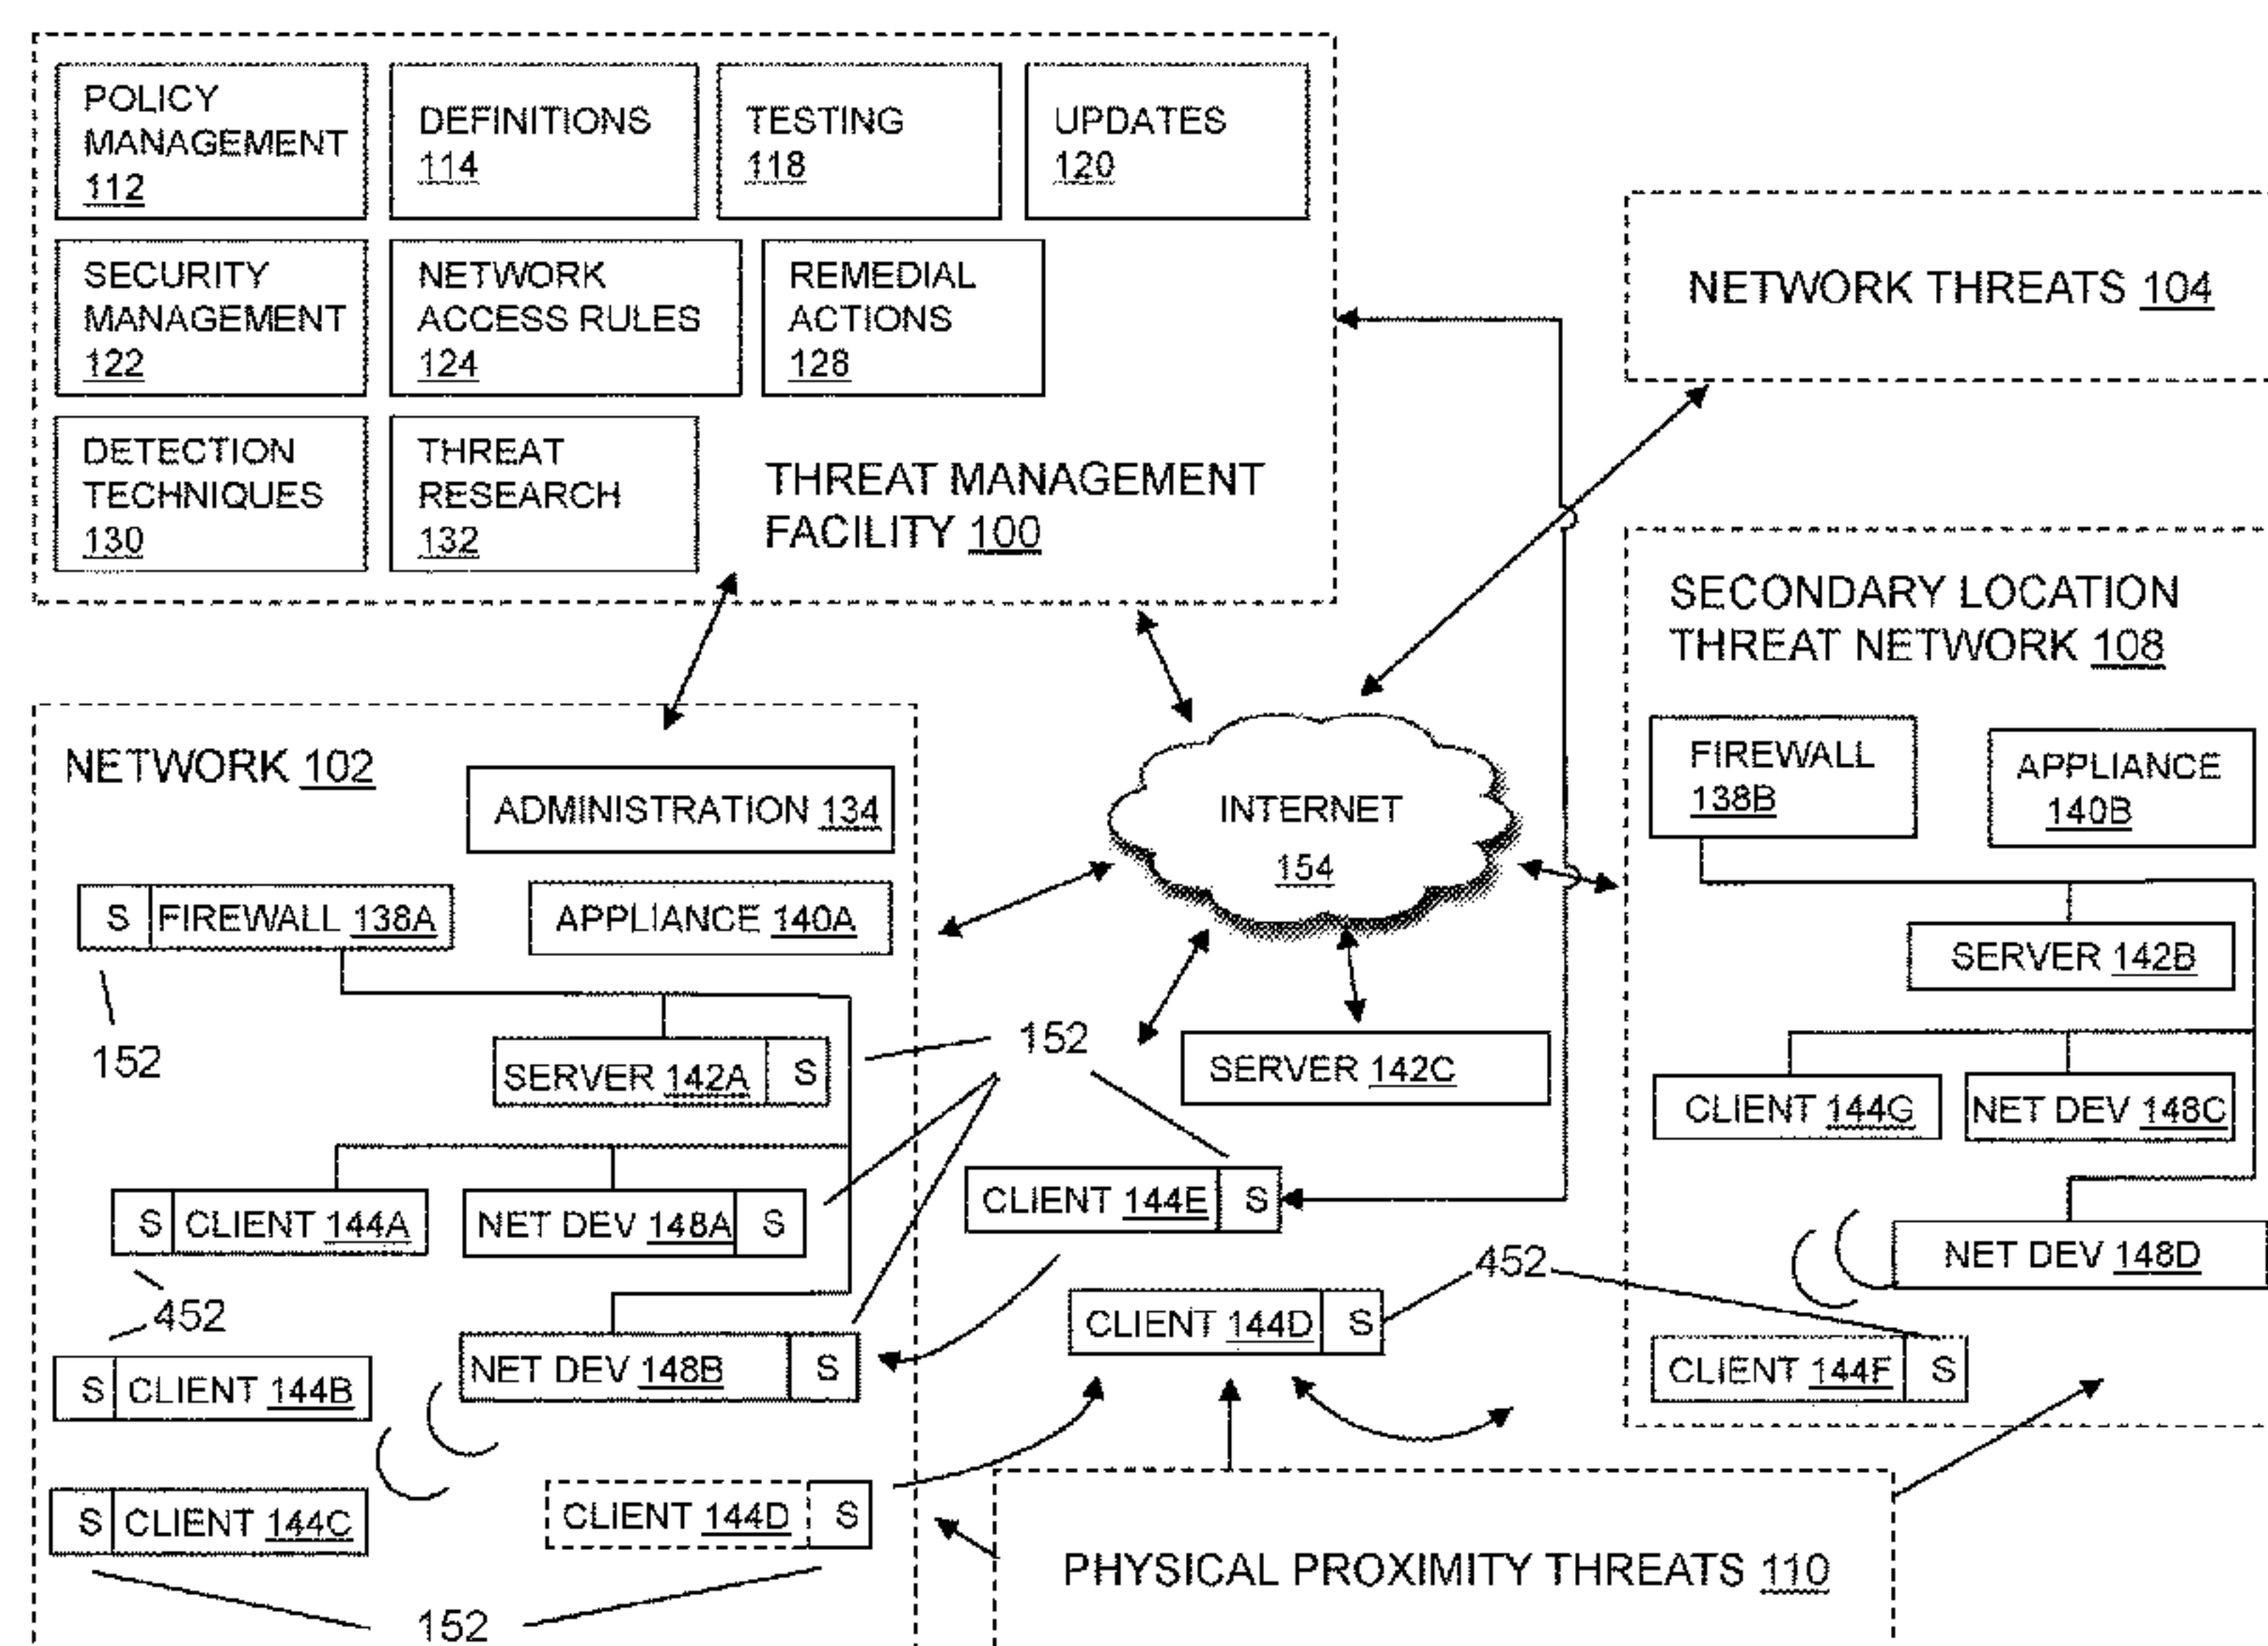 POLICY
MANAGEMENT
112
DEFINITIONS
114
TESTING
118
UPDATES
120
SECURITY
MANAGEMENT
122
NETWORK
ACCESS RULES
124
REMEDIAL
ACTIONS
128
DETECTION
TECHNIQUES
130
THREAT
RESEARCH
132
THREAT MANAGEMENT
FACILITY 100
NETWORK THREATS 104
SECONDARY LOCATION
THREAT NETWORK 108
FIREWALL
138B
APPLIANCE
140B
SERVER 142B
CLIENT 144G
NET DEV 148C
NET DEV 148D
CLIENT 144F S
NETWORK 102
ADMINISTRATION 134
S FIREWALL 138A
APPLIANCE 140A
152
SERVER 142A S
S CLIENT 144A
NET DEV 148A S
452
S CLIENT 144B
NET DEV 148B S
S CLIENT 144C
CLIENT 144D S
152
INTERNET
154
152
SERVER 142C
CLIENT 144E S
CLIENT 144D S
452
PHYSICAL PROXIMITY THREATS 110